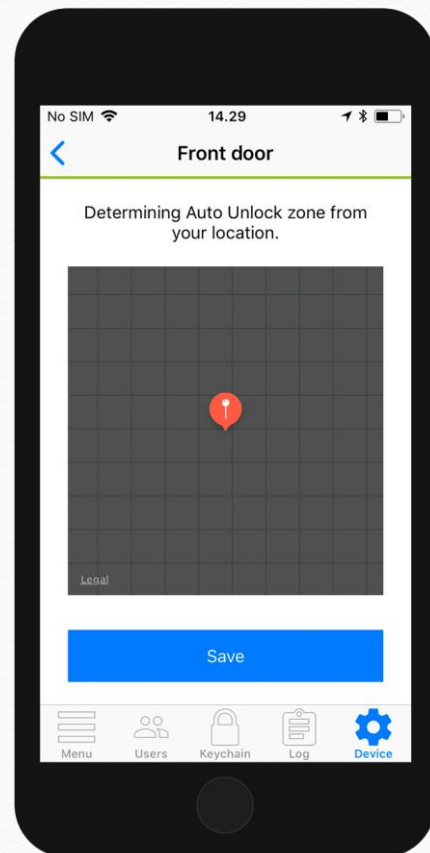 No SIM 14.29
Front door
Determining Auto Unlock zone from
your location.
Legal
Save
Menu Users Keychain Log Device